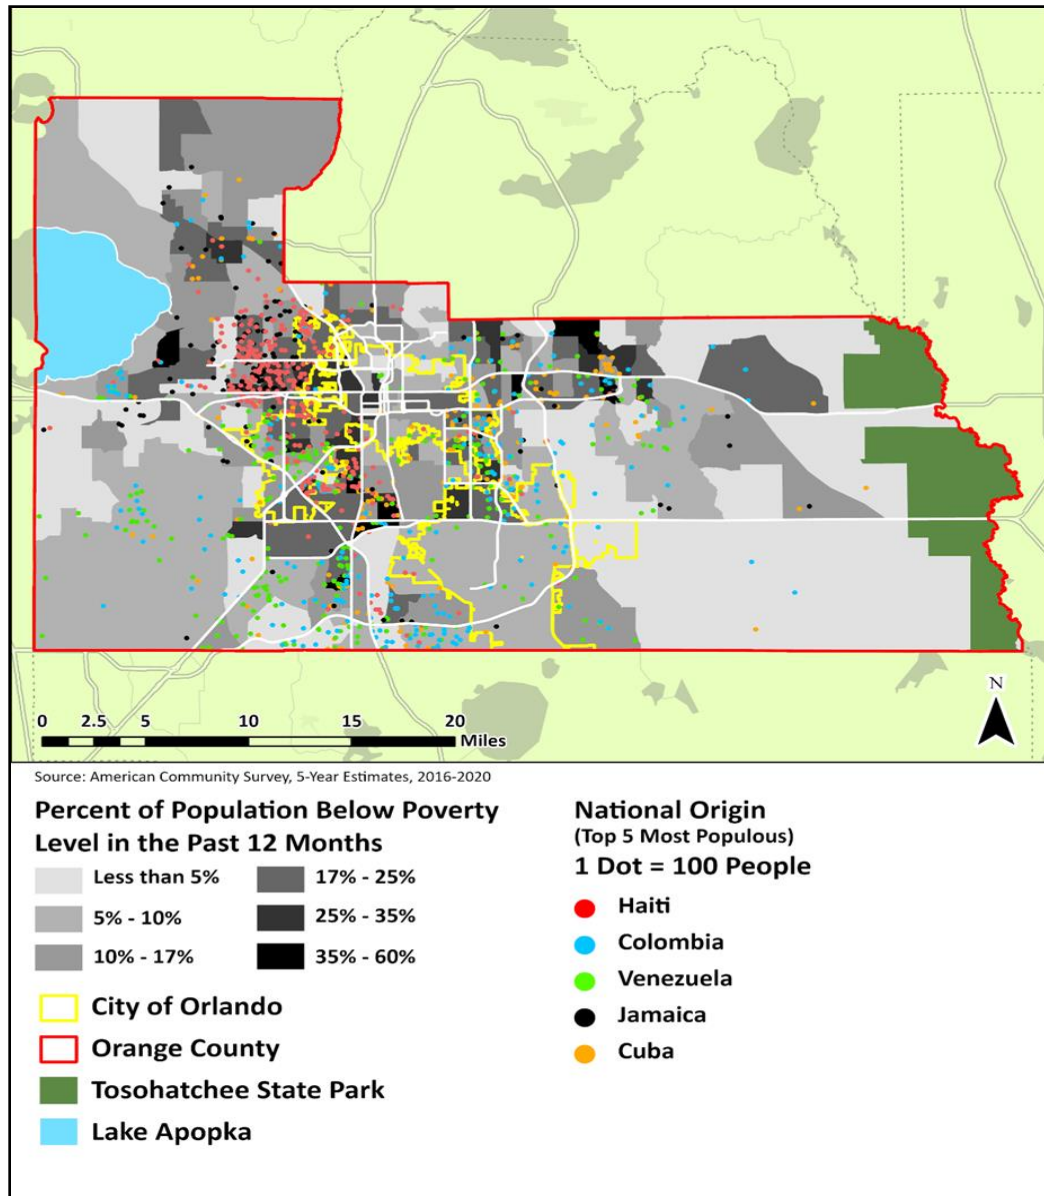 N
0 2.5 5 10 15 20
Miles
Source: American Community Survey, 5-Year Estimates, 2016-2020
Percent of Population Below Poverty
Level in the Past 12 Months
Less than 5%
17% - 25%
5% - 10%
25% - 35%
10% - 17%
35% - 60%
City of Orlando
Orange County
Tosohatchee State Park
Lake Apopka
National Origin
(Top 5 Most Populous)
1 Dot = 100 People
Haiti
Colombia
Venezuela
Jamaica
Cuba